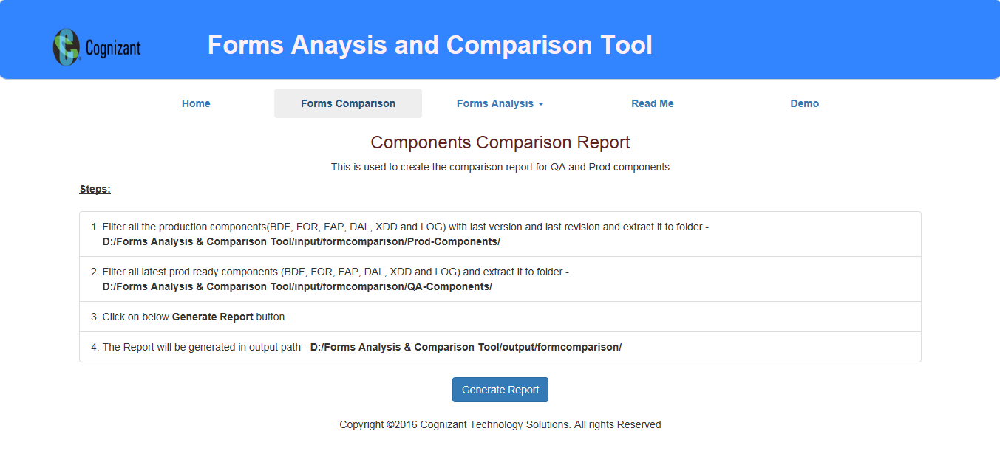 Cognizant
Forms Anaysis and Comparison Tool
Home
Forms Comparison
Forms Analysis
Read Me
Demo
Components Comparison Report
This is used to create the comparison report for QA and Prod components
Steps:
1. Filter all the production components(BDF, FOR, FAP, DAL, XDD and LOG) with last version and last revision and extract it to folder -
D:/Forms Analysis & Comparison Tool/input/formcomparison/Prod-Components/
2. Filter all latest prod ready components (BDF, FOR, FAP, DAL, XDD and LOG) and extract it to folder -
D:/Forms Analysis & Comparison Tool/input/formcomparison/QA-Components/
3. Click on below Generate Report button
4. The Report will be generated in output path - D:/Forms Analysis & Comparison Tool/output/formcomparison/
Generate Report
Copyright ©2016 Cognizant Technology Solutions. All rights Reserved